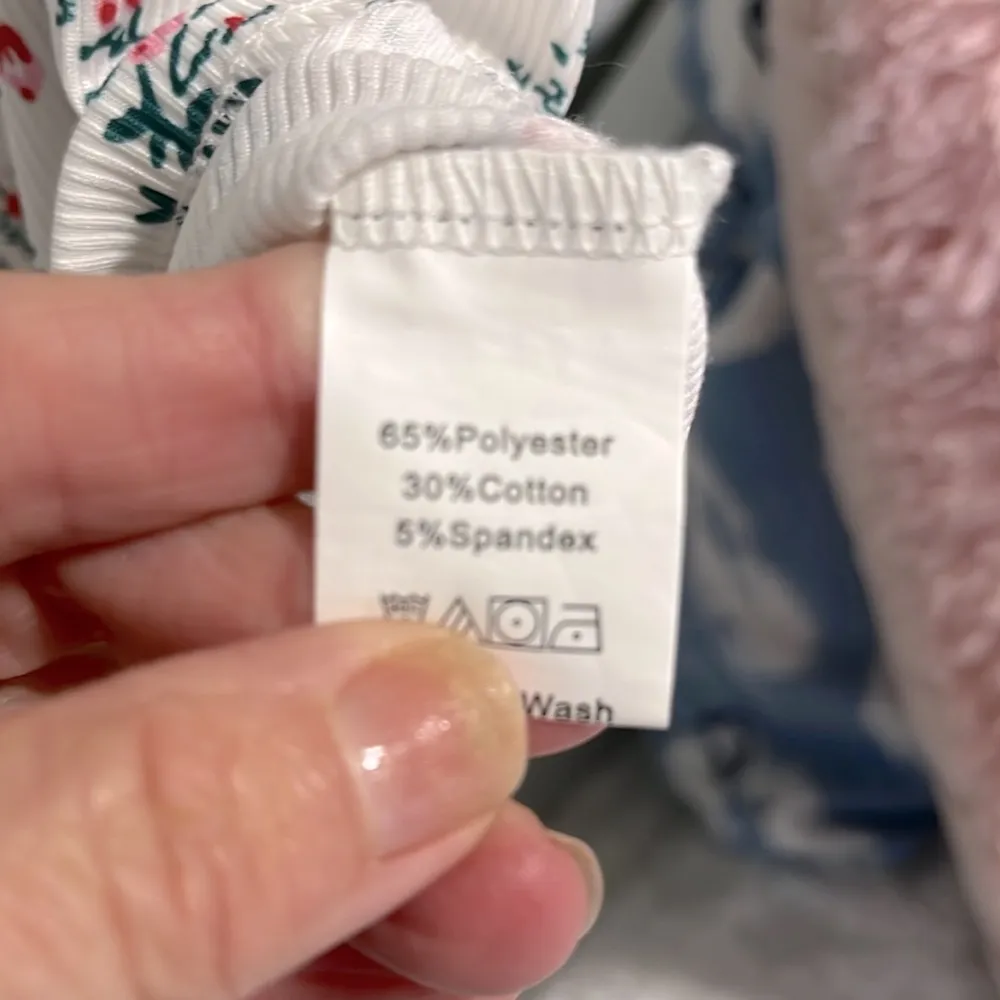 65%Polyester
30%Cotton
5%Spandex
Wash